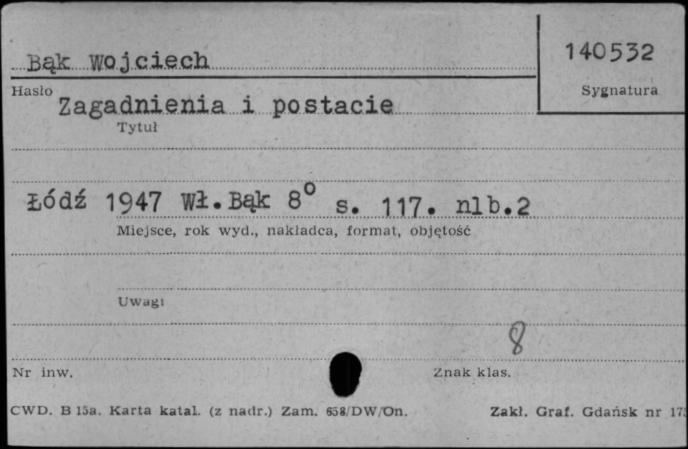 Bąk Wojciech
140532
Hasło
Sygnatura
Zagadnienia i postacie
Tytuł
Łódź 1947 Wł.Bąk 8° s. 117. nlb.2
Miejsce, rok wyd., nakładca, format, objętość
Uwagi
8
Nr inw.
Znak klas.
CWD. B 15a. Karta katal. (z nadr.) Zam. 658/DW/On.
Zakł. Graf. Gdańsk nr